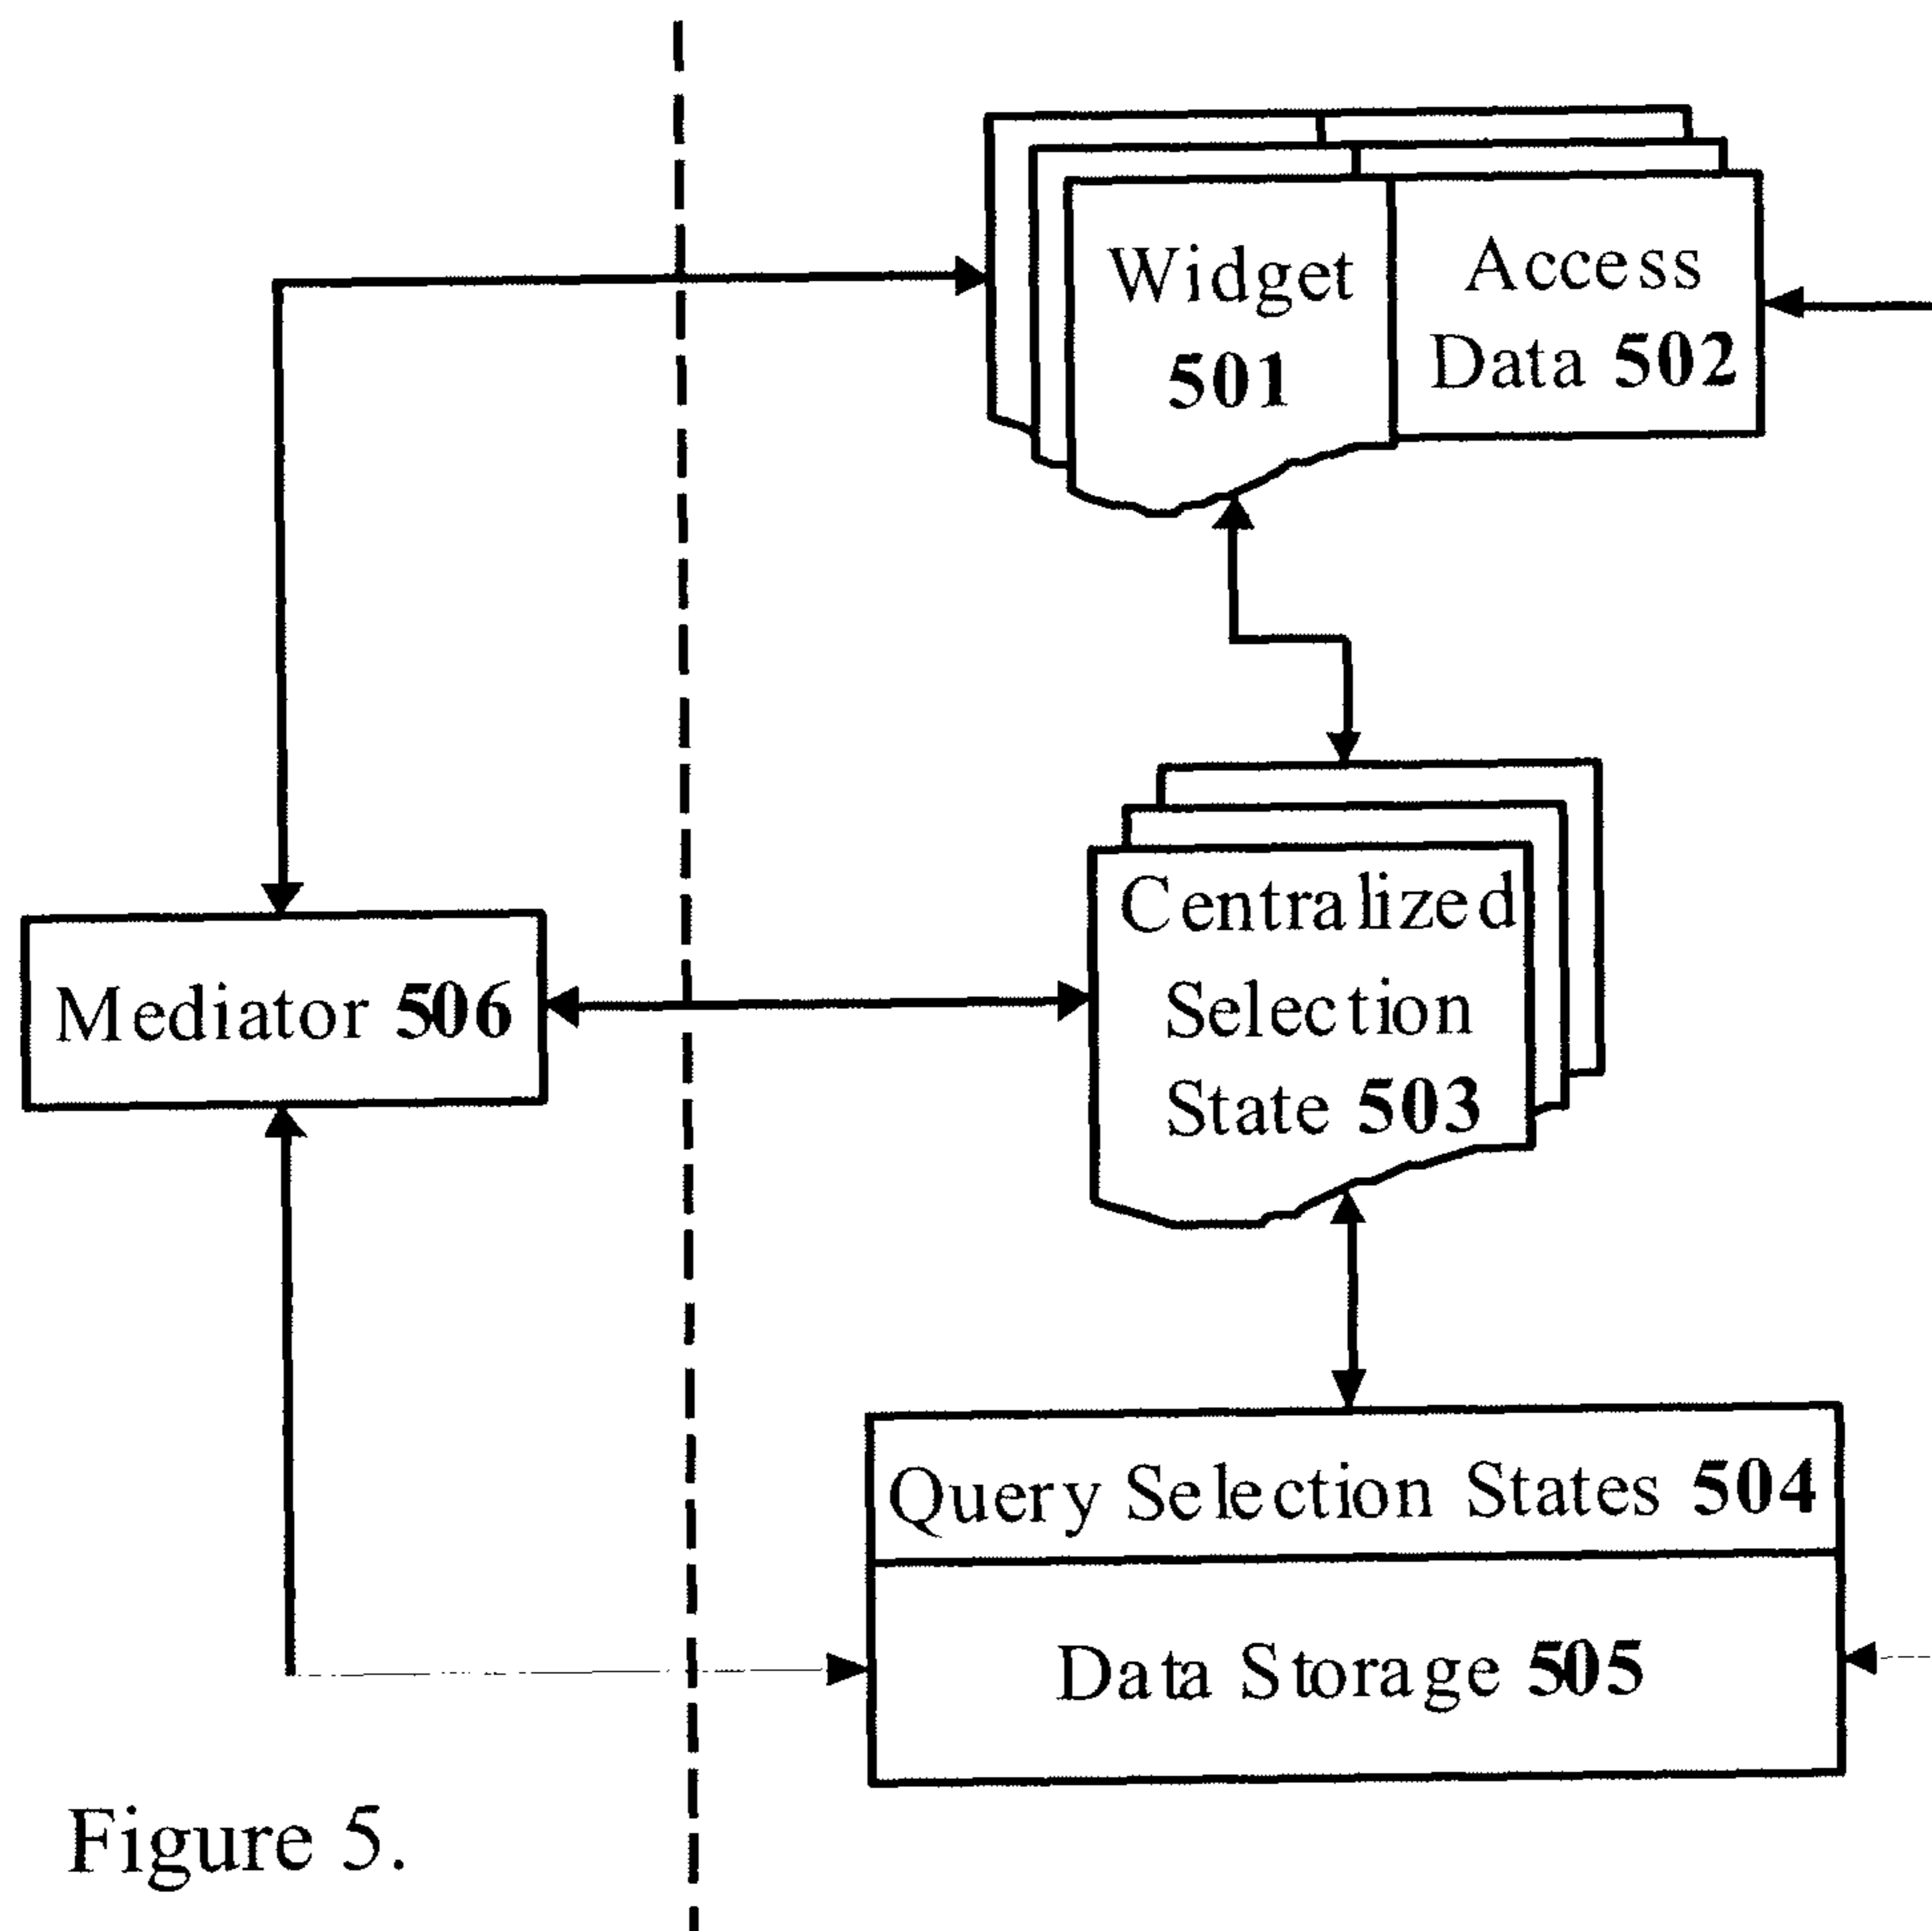 Widget
501
Access
Data 502
Centralized
Selection
State 503
Mediator 506
Query Selection States 504
Data Storage 505
Figure 5.